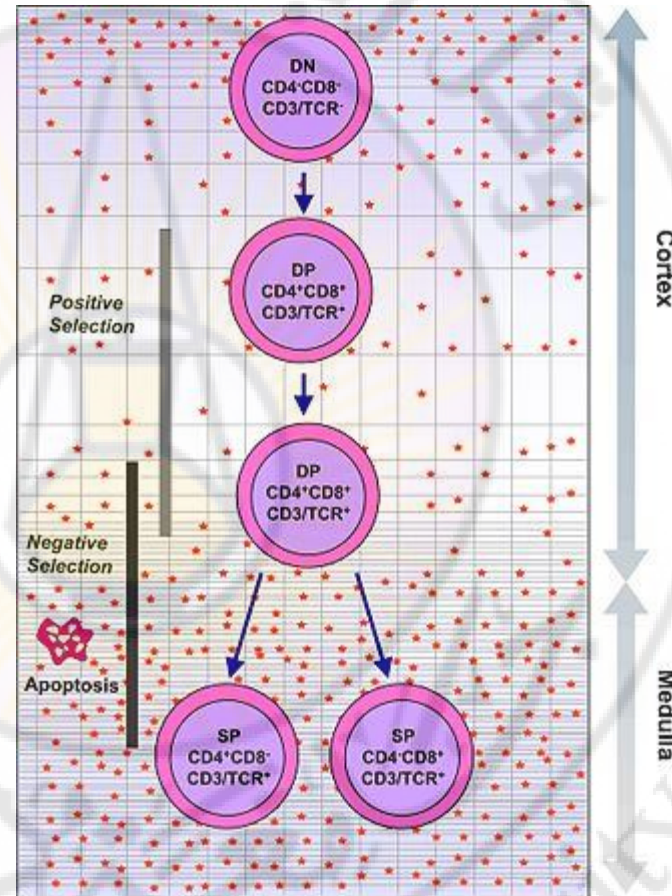 DN
CD4⁻CD8⁻
CD3/TCR⁻
Cortex
DP
CD4⁺CD8⁺
CD3/TCR⁺
Positive
Selection
DP
CD4⁺CD8⁺
CD3/TCR⁺
Negative
Selection
Apoptosis
Medulla
SP
CD4⁺CD8⁻
CD3/TCR⁺
SP
CD4⁻CD8⁺
CD3/TCR⁺